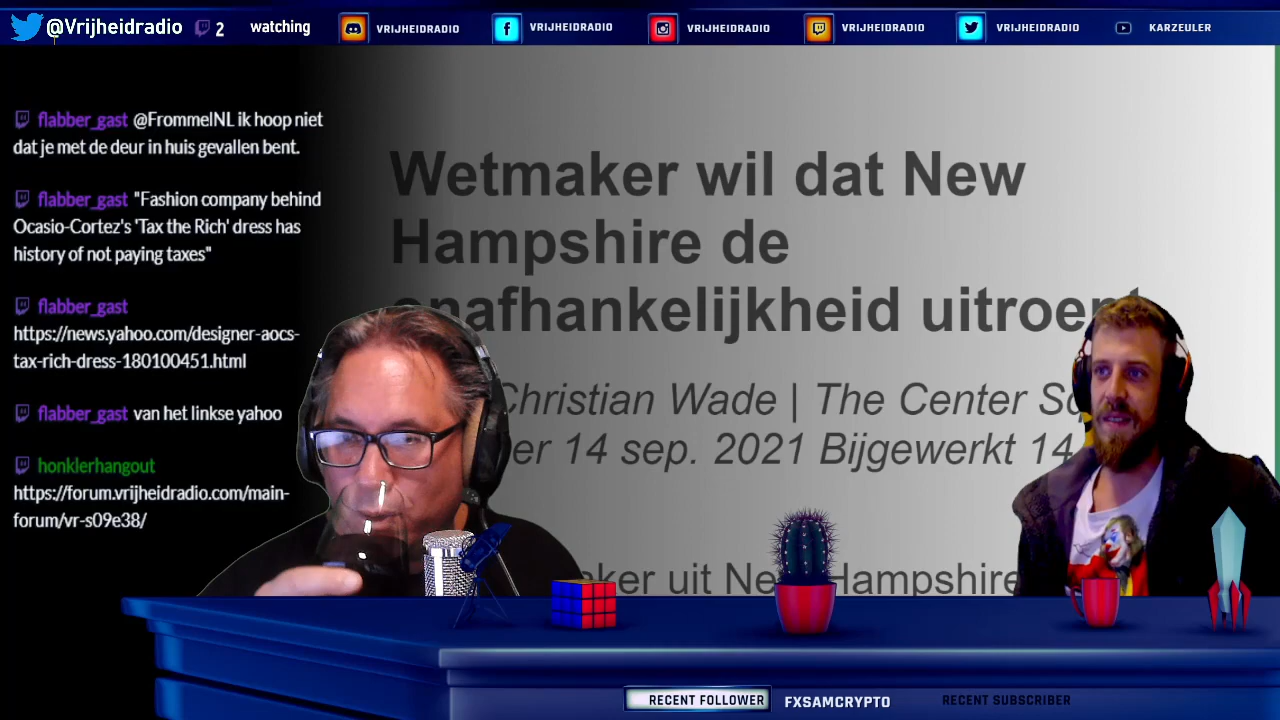 @Vrijheidradio 2 watching VRIJHEIDRADIO VRIJHEIDRADIO VRIJHEIDRADIO VRIJHEIDRADIO VRIJHEIDRADIO KARZEULER
flabber_gast @FrommelNL ik hoop niet
dat je met de deur in huis gevallen bent.
flabber_gast "Fashion company behind
Ocasio-Cortez's 'Tax the Rich' dress has
history of not paying taxes"
flabber_gast
https://news.yahoo.com/designer-aocs-
tax-rich-dress-180100451.html
flabber_gast van het linkse yahoo
honklerhangout
https://forum.vrijheidradio.com/main-
forum/vr-s09e38/
Wetmaker wil dat New
Hampshire de
onafhankelijkheid uitroept
Christian Wade | The Center
14 sep. 2021 Bijgewerkt 14
uit New Hampshire
RECENT FOLLOWER FXSAMCRYPTO RECENT SUBSCRIBER